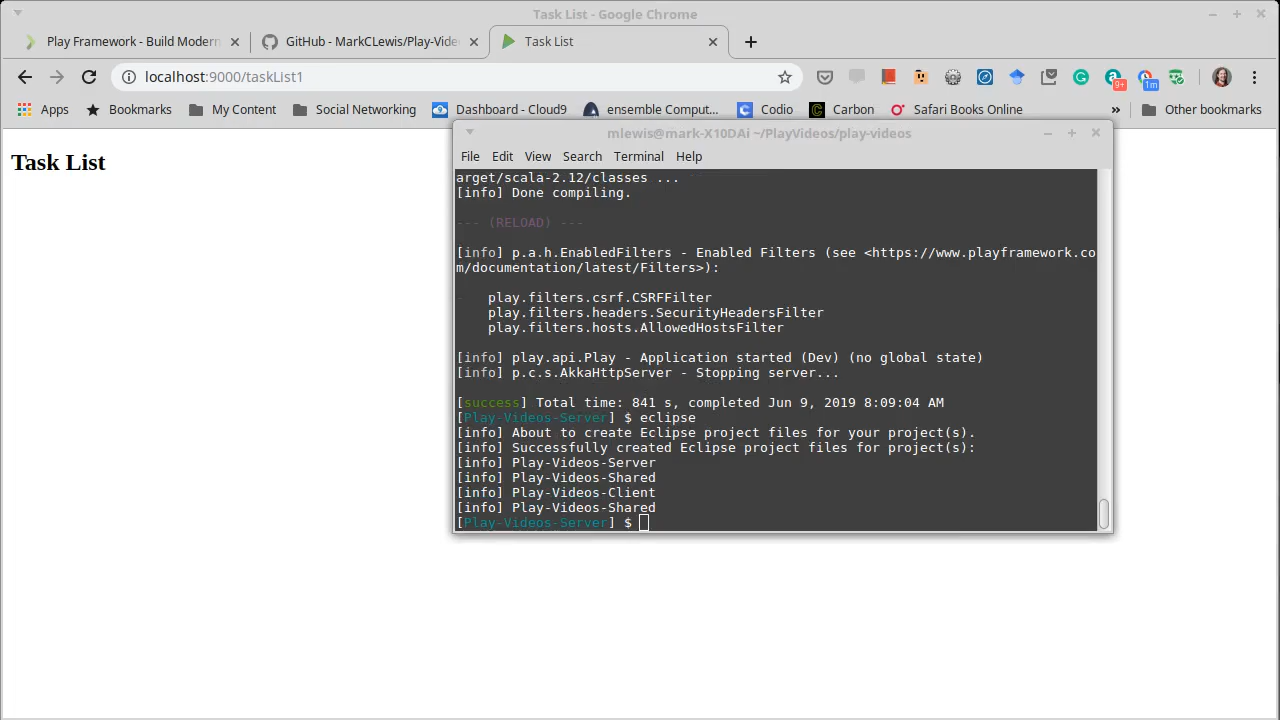 Task List - Google Chrome
Play Framework - Build Modern
GitHub - MarkCLewis/Play-Vide
Task List
localhost:9000/taskList1
9+
1m
Apps
Bookmarks
My Content
Social Networking
Dashboard - Cloud9
ensemble Comput...
Codio
Carbon
Safari Books Online
»
Other bookmarks
Task List
mlewis@mark-X10DAi ~/PlayVideos/play-videos
File Edit View Search Terminal Help
arget/scala-2.12/classes ...
[info] Done compiling.
--- (RELOAD) ---
[info] p.a.h.EnabledFilters - Enabled Filters (see <https://www.playframework.co
m/documentation/latest/Filters>):
play.filters.csrf.CSRFFilter
play.filters.headers.SecurityHeadersFilter
play.filters.hosts.AllowedHostsFilter
[info] play.api.Play - Application started (Dev) (no global state)
[info] p.c.s.AkkaHttpServer - Stopping server...
[success] Total time: 841 s, completed Jun 9, 2019 8:09:04 AM
[Play-Videos-Server] $ eclipse
[info] About to create Eclipse project files for your project(s).
[info] Successfully created Eclipse project files for project(s):
[info] Play-Videos-Server
[info] Play-Videos-Shared
[info] Play-Videos-Client
[info] Play-Videos-Shared
[Play-Videos-Server] $